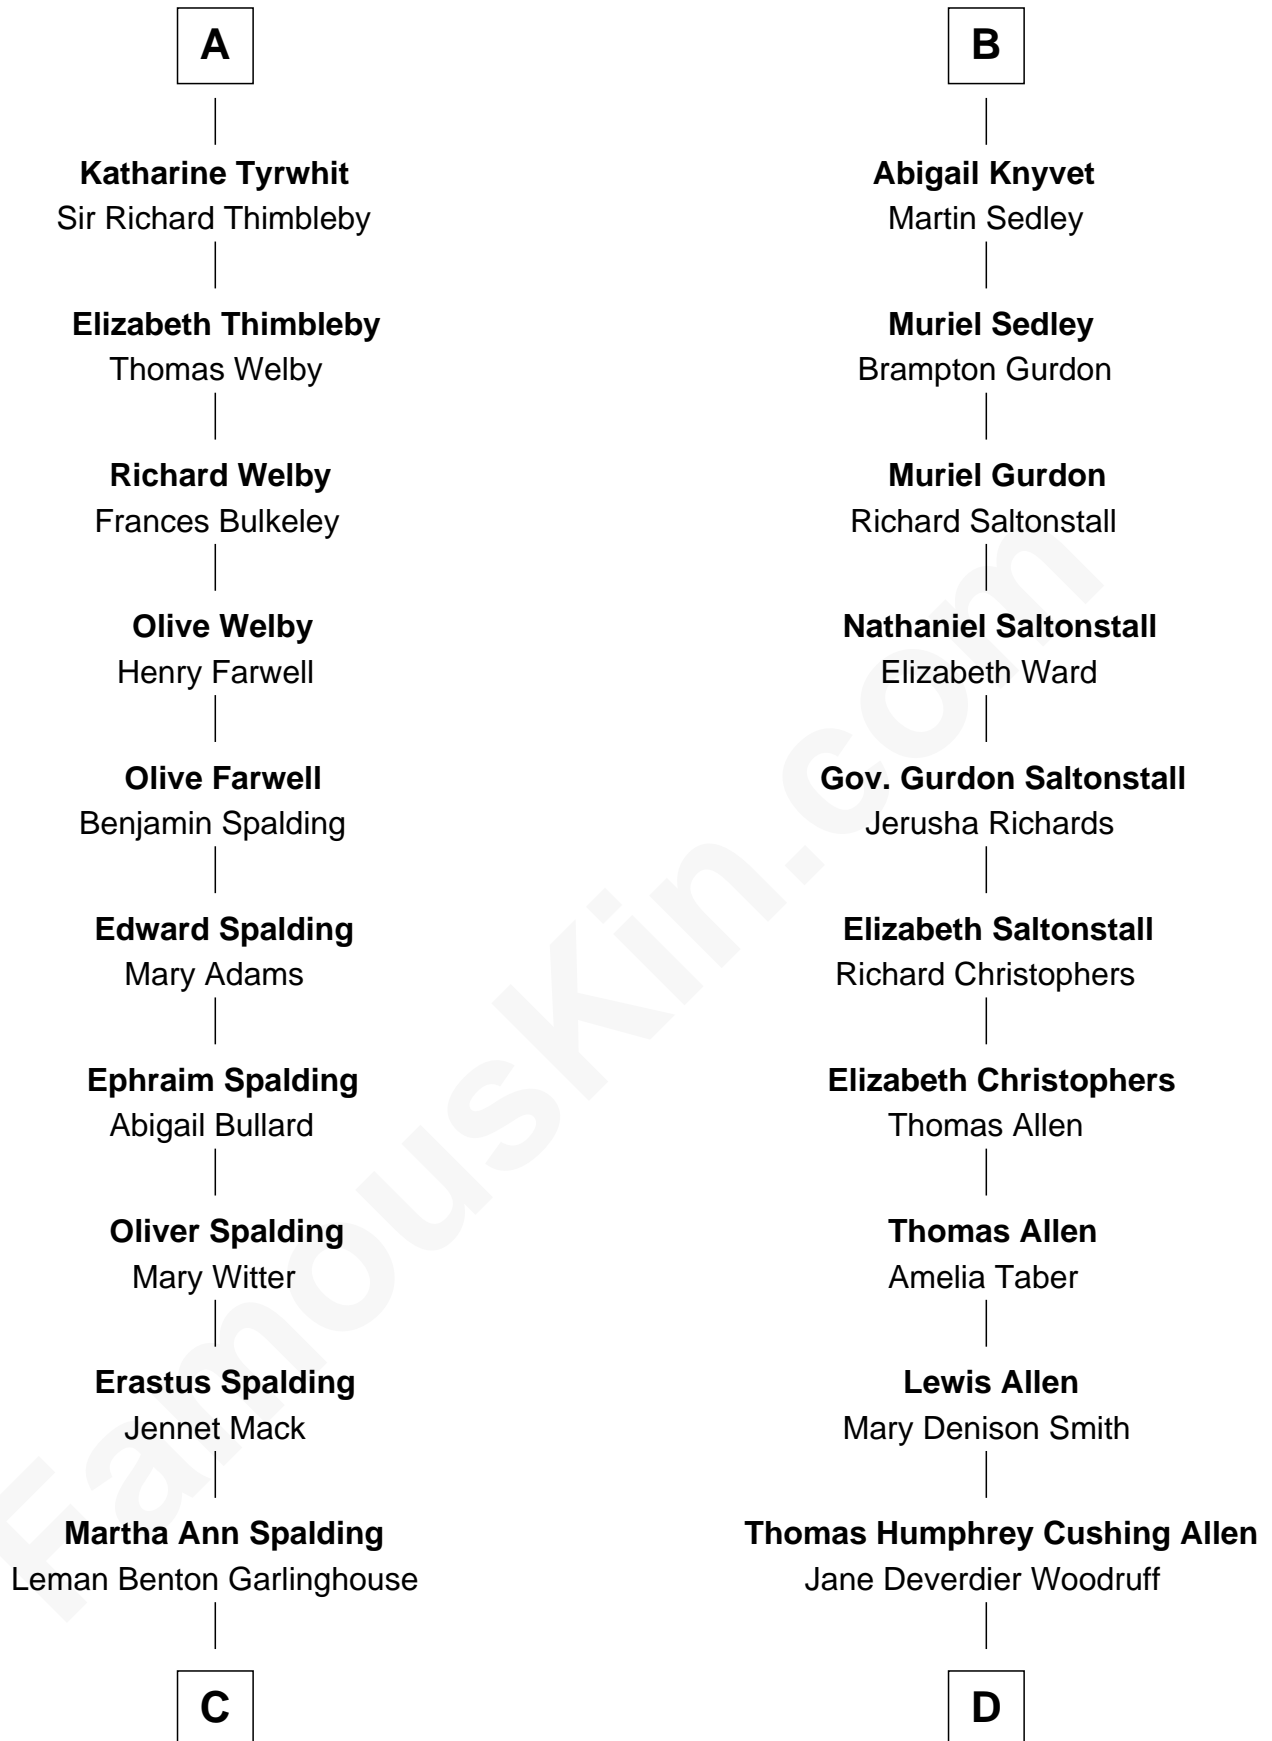 A
Katharine Tyrwhit
Sir Richard Thimbleby
Elizabeth Thimbleby
Thomas Welby
Richard Welby
Frances Bulkeley
Olive Welby
Henry Farwell
Olive Farwell
Benjamin Spalding
Edward Spalding
Mary Adams
Ephraim Spalding
Abigail Bullard
Oliver Spalding
Mary Witter
Erastus Spalding
Jennet Mack
Martha Ann Spalding
Leman Benton Garlinghouse
C
B
Abigail Knyvet
Martin Sedley
Muriel Sedley
Brampton Gurdon
Muriel Gurdon
Richard Saltonstall
Nathaniel Saltonstall
Elizabeth Ward
Gov. Gurdon Saltonstall
Jerusha Richards
Elizabeth Saltonstall
Richard Christophers
Elizabeth Christophers
Thomas Allen
Thomas Allen
Amelia Taber
Lewis Allen
Mary Denison Smith
Thomas Humphrey Cushing Allen
Jane Deverdier Woodruff
D
FamousKin.com